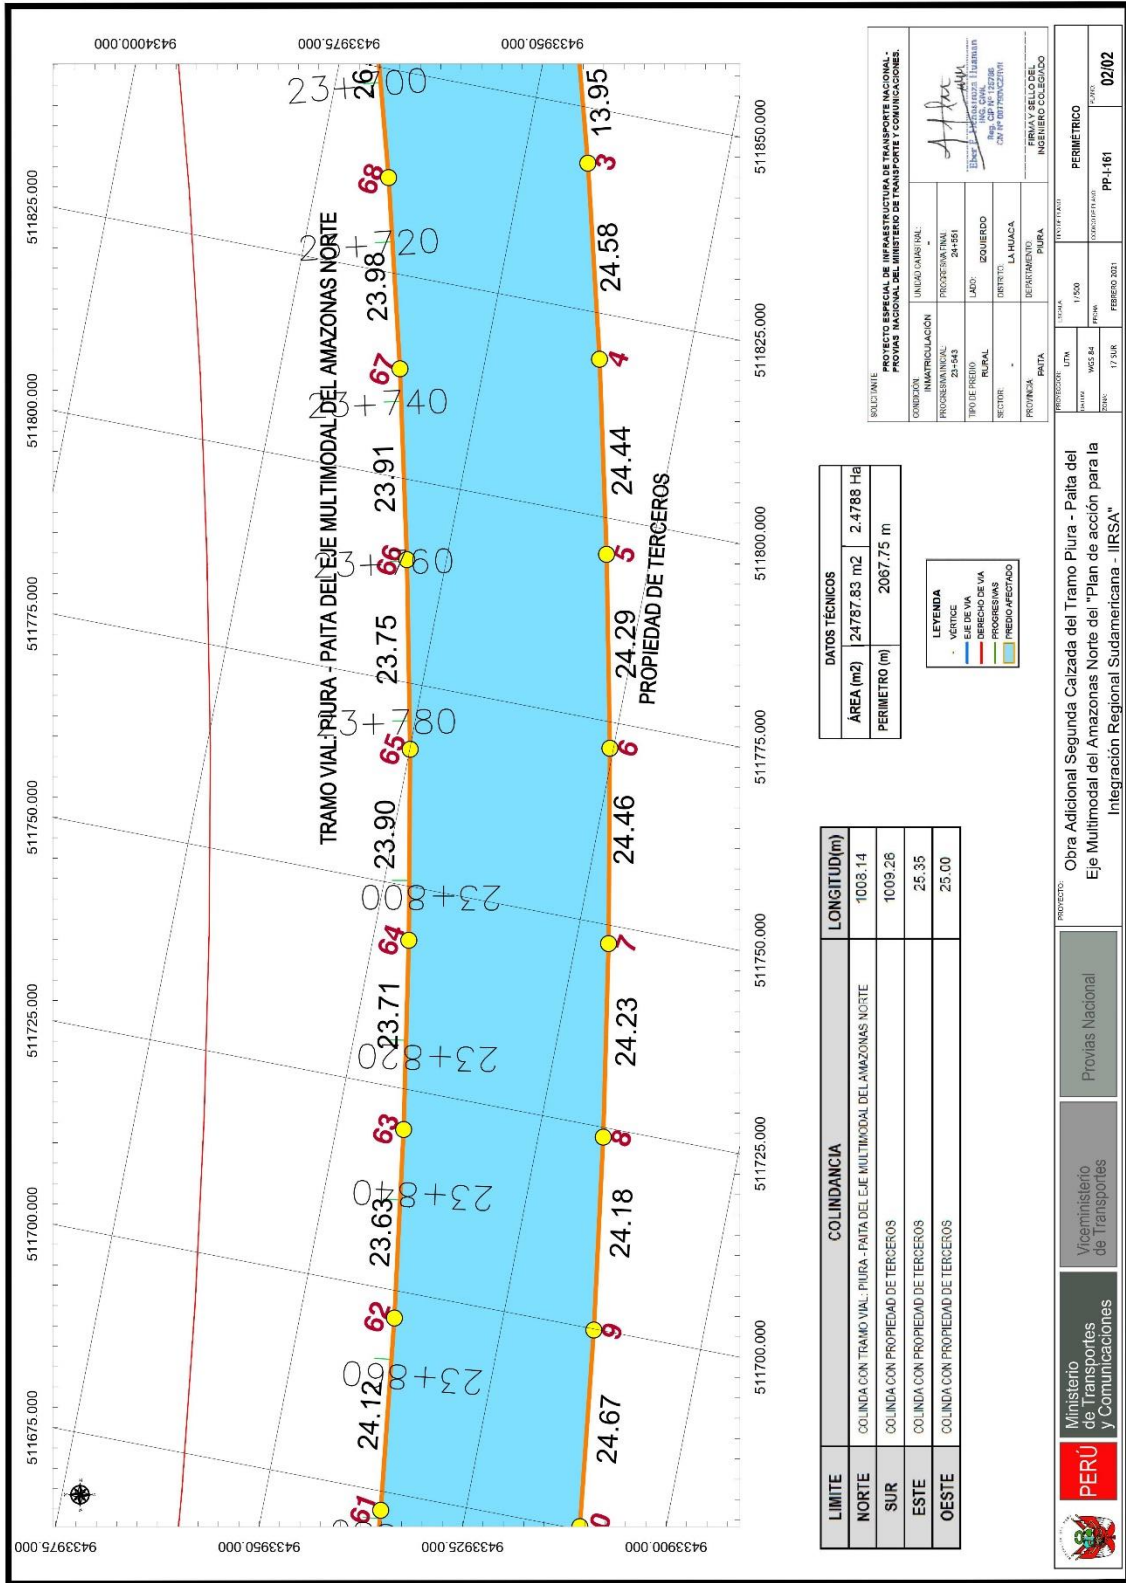 511675.000
511700.000
511725.000
511750.000
511775.000
511800.000
511825.000
9433975.000
9433950.000
9433925.000
9433900.000
9434000.000
9433975.000
9433950.000
TRAMO VIAL: PIURA - PAITA DEL EJE MULTIMODAL DEL AMAZONAS NORTE
61
24.12
62
23.63
63
23.71
64
23.90
65
23.75
66
23.91
67
23.98
68
26
23+860
23+840
23+820
23+800
23+780
23+760
23+740
23+720
23+700
0
24.67
9
24.18
8
24.23
7
24.46
6
24.29
5
24.44
4
24.58
3
13.95
PROPIEDAD DE TERCEROS
511700.000
511725.000
511750.000
511775.000
511800.000
511825.000
511850.000
LIMITE COLINDANCIA LONGITUD(m)
NORTE COLINDA CON TRAMO VIAL: PIURA - PAITA DEL EJE MULTIMODAL DEL AMAZONAS NORTE 1008.14
SUR COLINDA CON PROPIEDAD DE TERCEROS 1009.26
ESTE COLINDA CON PROPIEDAD DE TERCEROS 25.35
OESTE COLINDA CON PROPIEDAD DE TERCEROS 25.00
DATOS TÉCNICOS
ÁREA (m2) 24787.83 m2 2.4788 Ha
PERIMETRO (m) 2067.75 m
LEYENDA
VÉRTICE
EJE DE VIA
DERECHO DE VIA
PROGRESIVAS
PREDIO AFECTADO
SOLICITANTE
PROYECTO ESPECIAL DE INFRAESTRUCTURA DE TRANSPORTE NACIONAL -
PROVIAS NACIONAL DEL MINISTERIO DE TRANSPORTE Y COMUNICACIONES.
CONDICIÓN: INMATRICULACIÓN
UNIDAD CATASTRAL: -
PROGRESIVA INICIAL: 23+543
PROGRESIVA FINAL: 24+551
TIPO DE PREDIO: RURAL
LADO: IZQUIERDO
SECTOR: -
DISTRITO: LA HUACA
PROVINCIA: PAITA
DEPARTAMENTO: PIURA
ING. CIVIL
FIRMA Y SELLO DEL
INGENIERO COLEGIADO
PERÚ
Ministerio
de Transportes
y Comunicaciones
Viceministerio
de Transportes
Provias Nacional
PROYECTO:
Obra Adicional Segunda Calzada del Tramo Piura - Paita del
Eje Multimodal del Amazonas Norte del "Plan de acción para la
Integración Regional Sudamericana - IIRSA"
PROYECCION: UTM
DATUM: WGS 84
ZONA: 17 SUR
ESCALA: 1/500
FECHA: FEBRERO 2021
TIPO DE PLANO: PERIMÉTRICO
CODIGO DE PLANO: PP-I-161
PLANO: 02/02